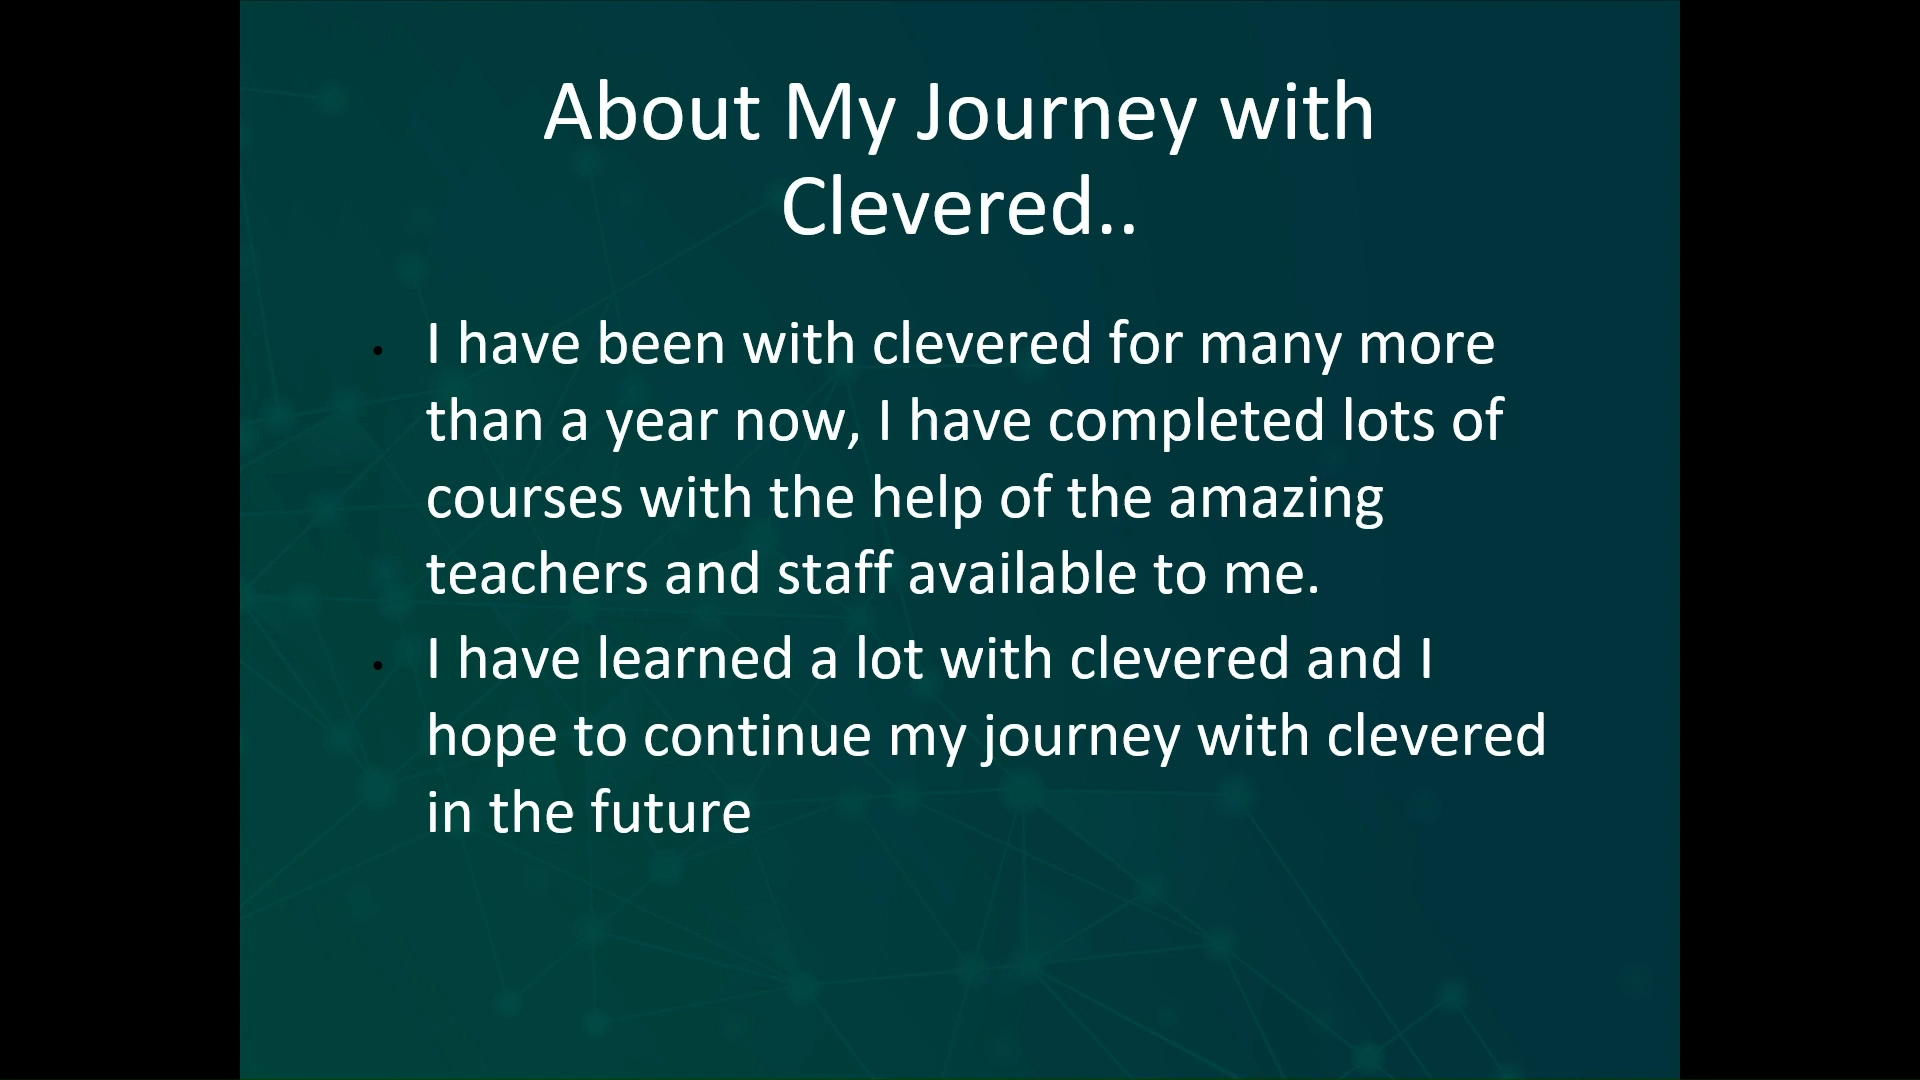 About My Journey with
Clevered..
• I have been with clevered for many more
than a year now, I have completed lots of
courses with the help of the amazing
teachers and staff available to me.
• I have learned a lot with clevered and I
hope to continue my journey with clevered
in the future